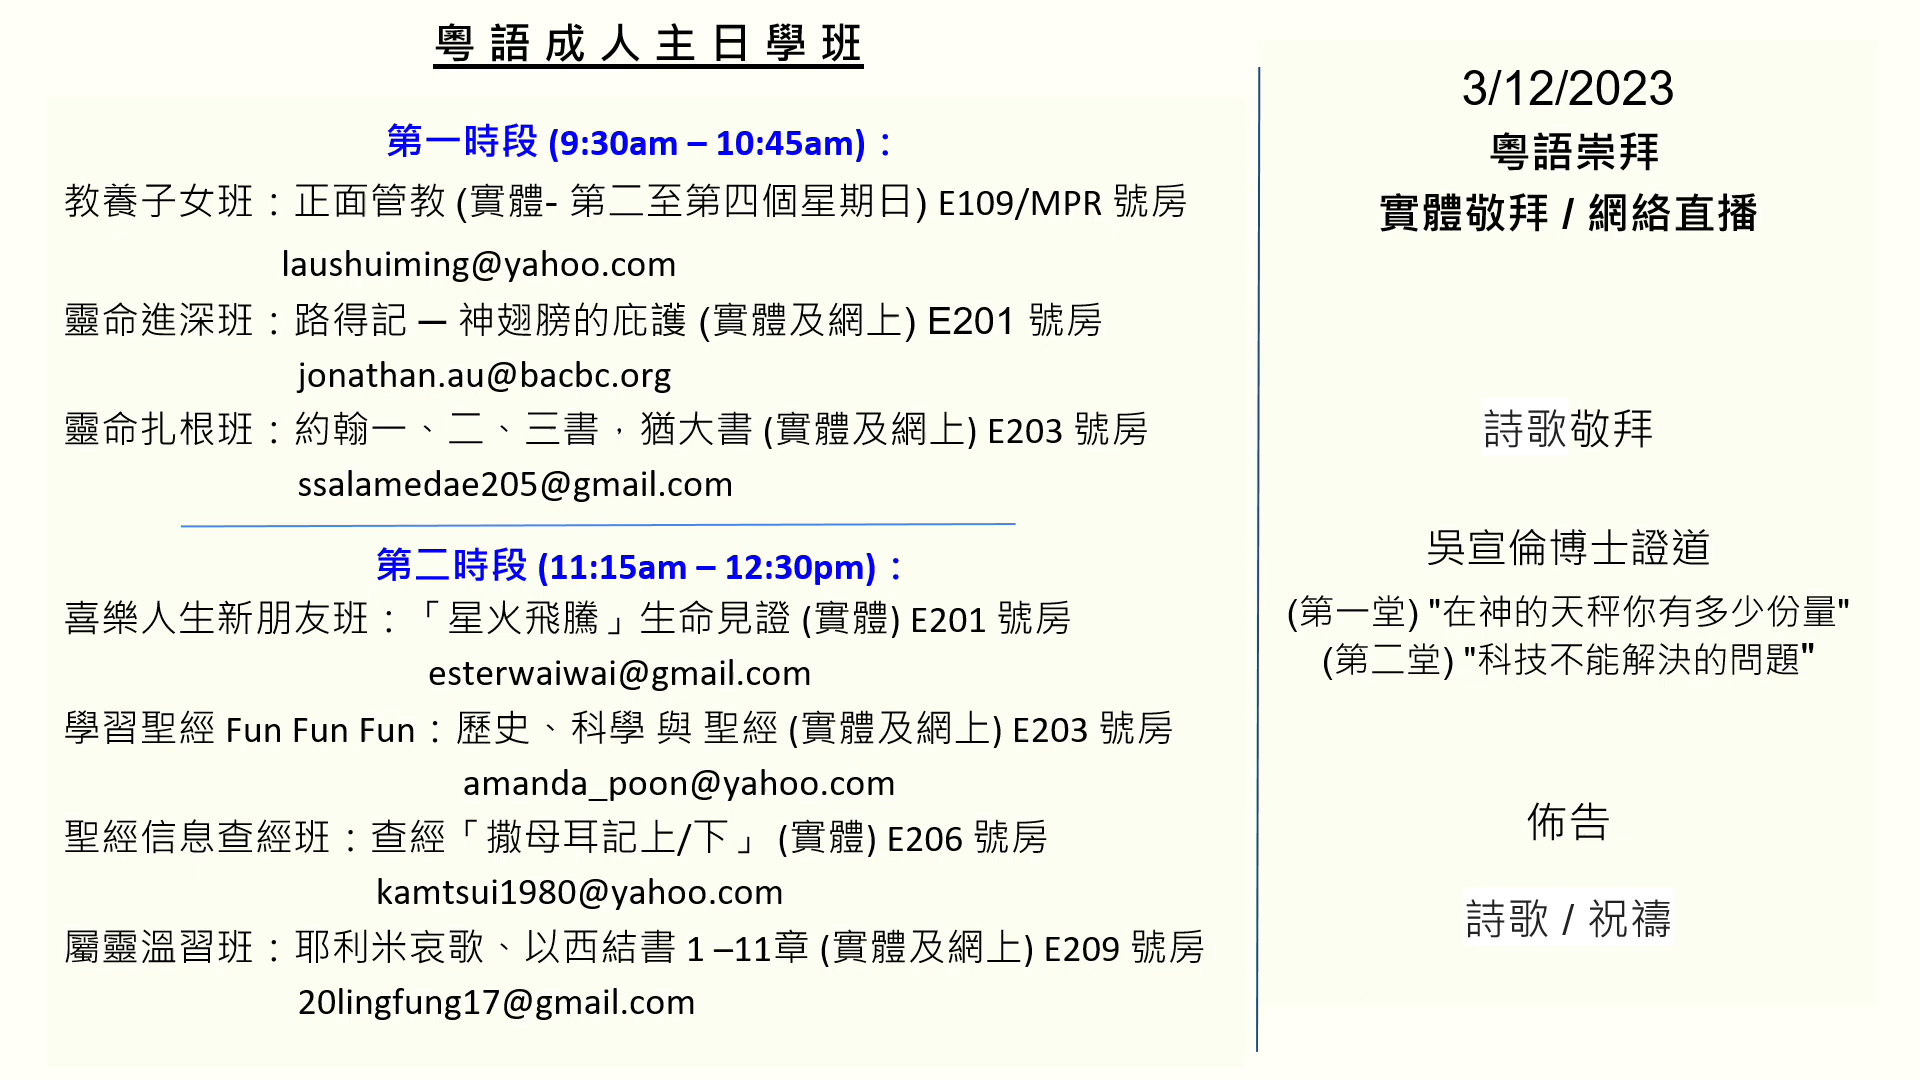 粵語成人主日學班
第一時段 (9:30am – 10:45am)：
教養子女班：正面管教 (實體- 第二至第四個星期日) E109/MPR 號房
laushuiming@yahoo.com
靈命進深班：路得記 — 神翅膀的庇護 (實體及網上) E201 號房
jonathan.au@bacbc.org
靈命扎根班：約翰一、二、三書，猶大書 (實體及網上) E203 號房
ssalamedae205@gmail.com
第二時段 (11:15am – 12:30pm)：
喜樂人生新朋友班：「星火飛騰」生命見證 (實體) E201 號房
esterwaiwai@gmail.com
學習聖經 Fun Fun Fun：歷史、科學 與 聖經 (實體及網上) E203 號房
amanda_poon@yahoo.com
聖經信息查經班：查經「撒母耳記上/下」 (實體) E206 號房
kamtsui1980@yahoo.com
屬靈溫習班：耶利米哀歌、以西結書 1 –11章 (實體及網上) E209 號房
20lingfung17@gmail.com
3/12/2023
粵語崇拜
實體敬拜 / 網絡直播
詩歌敬拜
吳宣倫博士證道
(第一堂) "在神的天秤你有多少份量"
(第二堂) "科技不能解決的問題"
佈告
詩歌 / 祝禱